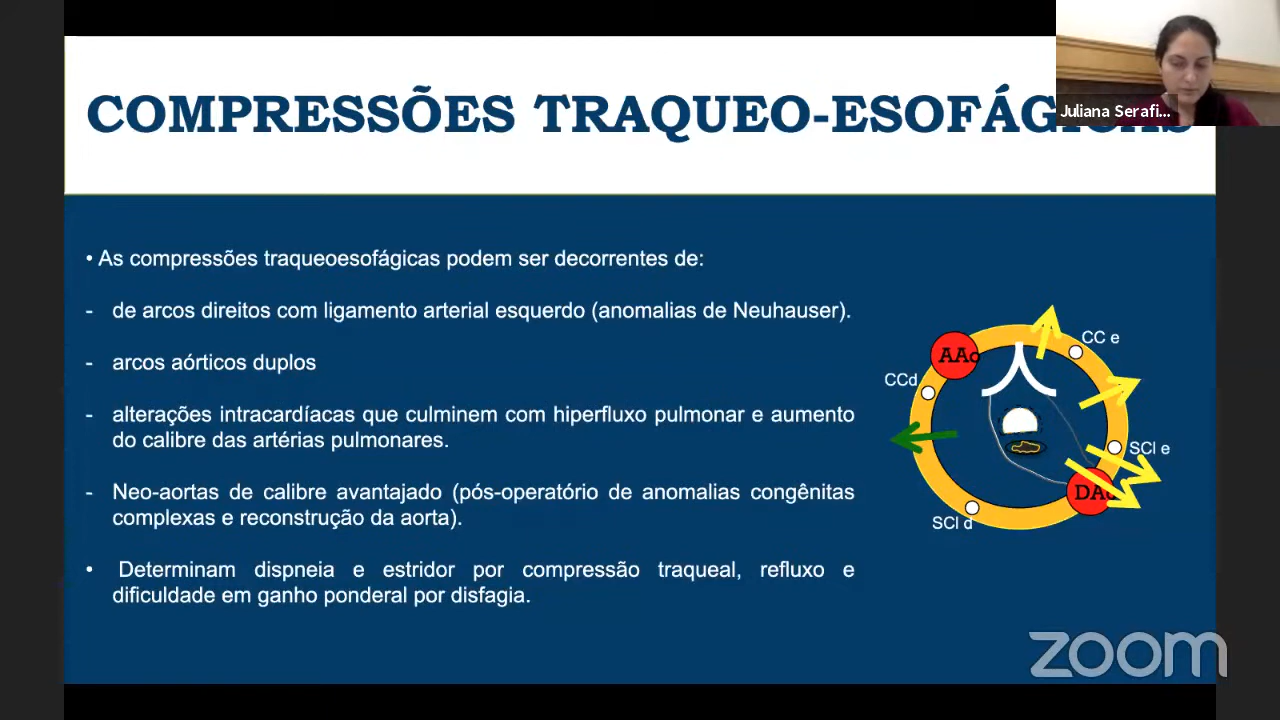 COMPRESSÕES TRAQUEO-ESOFÁGICAS
Juliana Serafi...
• As compressões traqueoesofágicas podem ser decorrentes de:
- de arcos direitos com ligamento arterial esquerdo (anomalias de Neuhauser).
- arcos aórticos duplos
- alterações intracardíacas que culminem com hiperfluxo pulmonar e aumento
do calibre das artérias pulmonares.
- Neo-aortas de calibre avantajado (pós-operatório de anomalias congênitas
complexas e reconstrução da aorta).
• Determinam dispneia e estridor por compressão traqueal, refluxo e
dificuldade em ganho ponderal por disfagia.
CC e
AAo
CCd
SCl e
DAo
SCl d
zoom